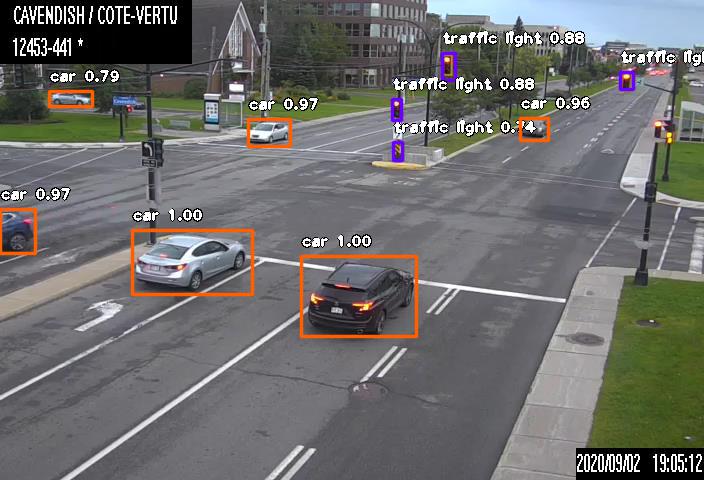 CAVENDISH / COTE-VERTU
12453-441 *
traffic light 0.88
car 0.79
traffic light 0.88
car 0.97
car 0.96
car 0.97
car 1.00
car 1.00
2020/09/02 19:05:12